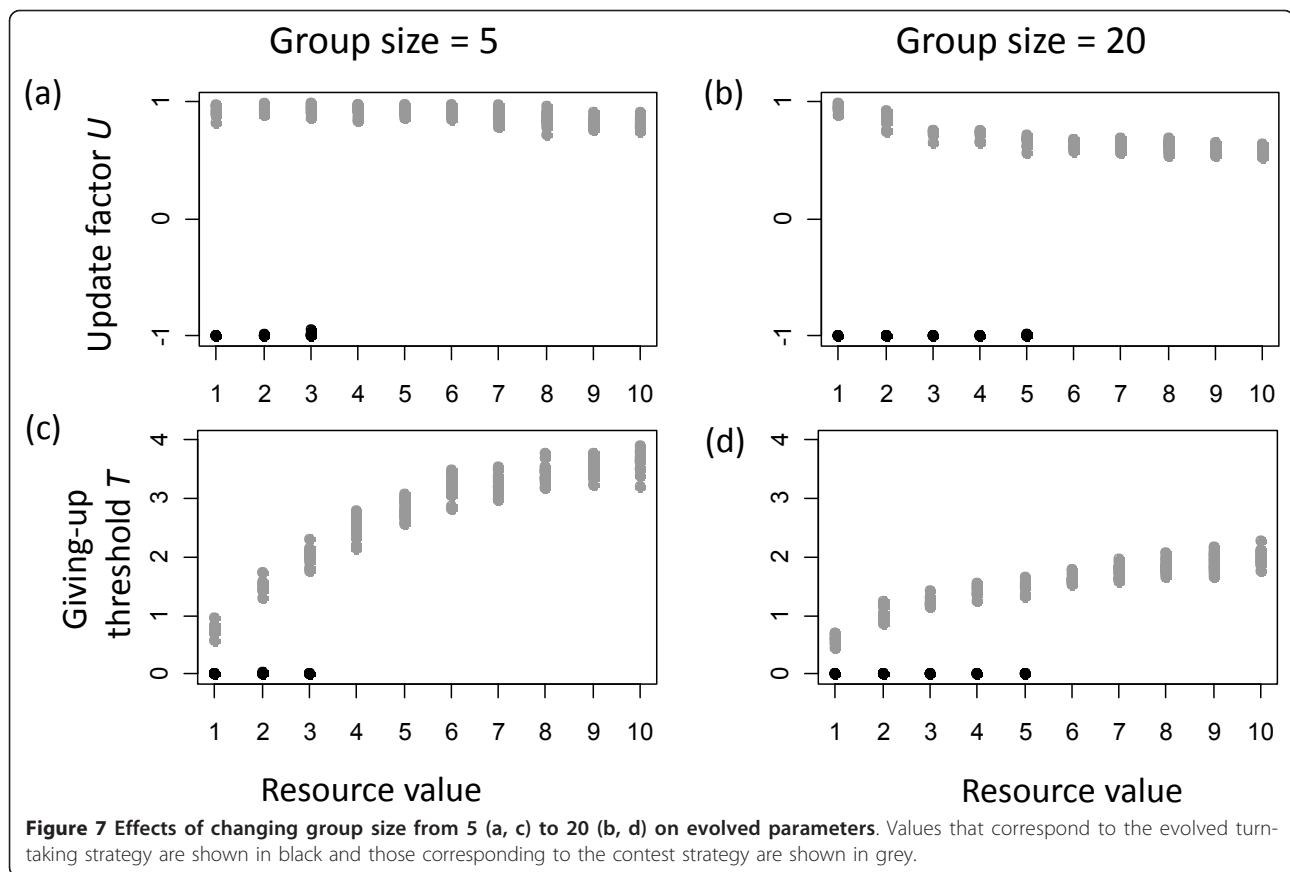 Group size = 5
Group size = 20
(a)
(b)
Update factor U
1
0
-1
1
0
-1
1 2 3 4 5 6 7 8 9 10
1 2 3 4 5 6 7 8 9 10
(c)
(d)
Giving-up
threshold T
4
3
2
1
0
4
3
2
1
0
1 2 3 4 5 6 7 8 9 10
1 2 3 4 5 6 7 8 9 10
Resource value
Resource value
Figure 7 Effects of changing group size from 5 (a, c) to 20 (b, d) on evolved parameters. Values that correspond to the evolved turn-
taking strategy are shown in black and those corresponding to the contest strategy are shown in grey.